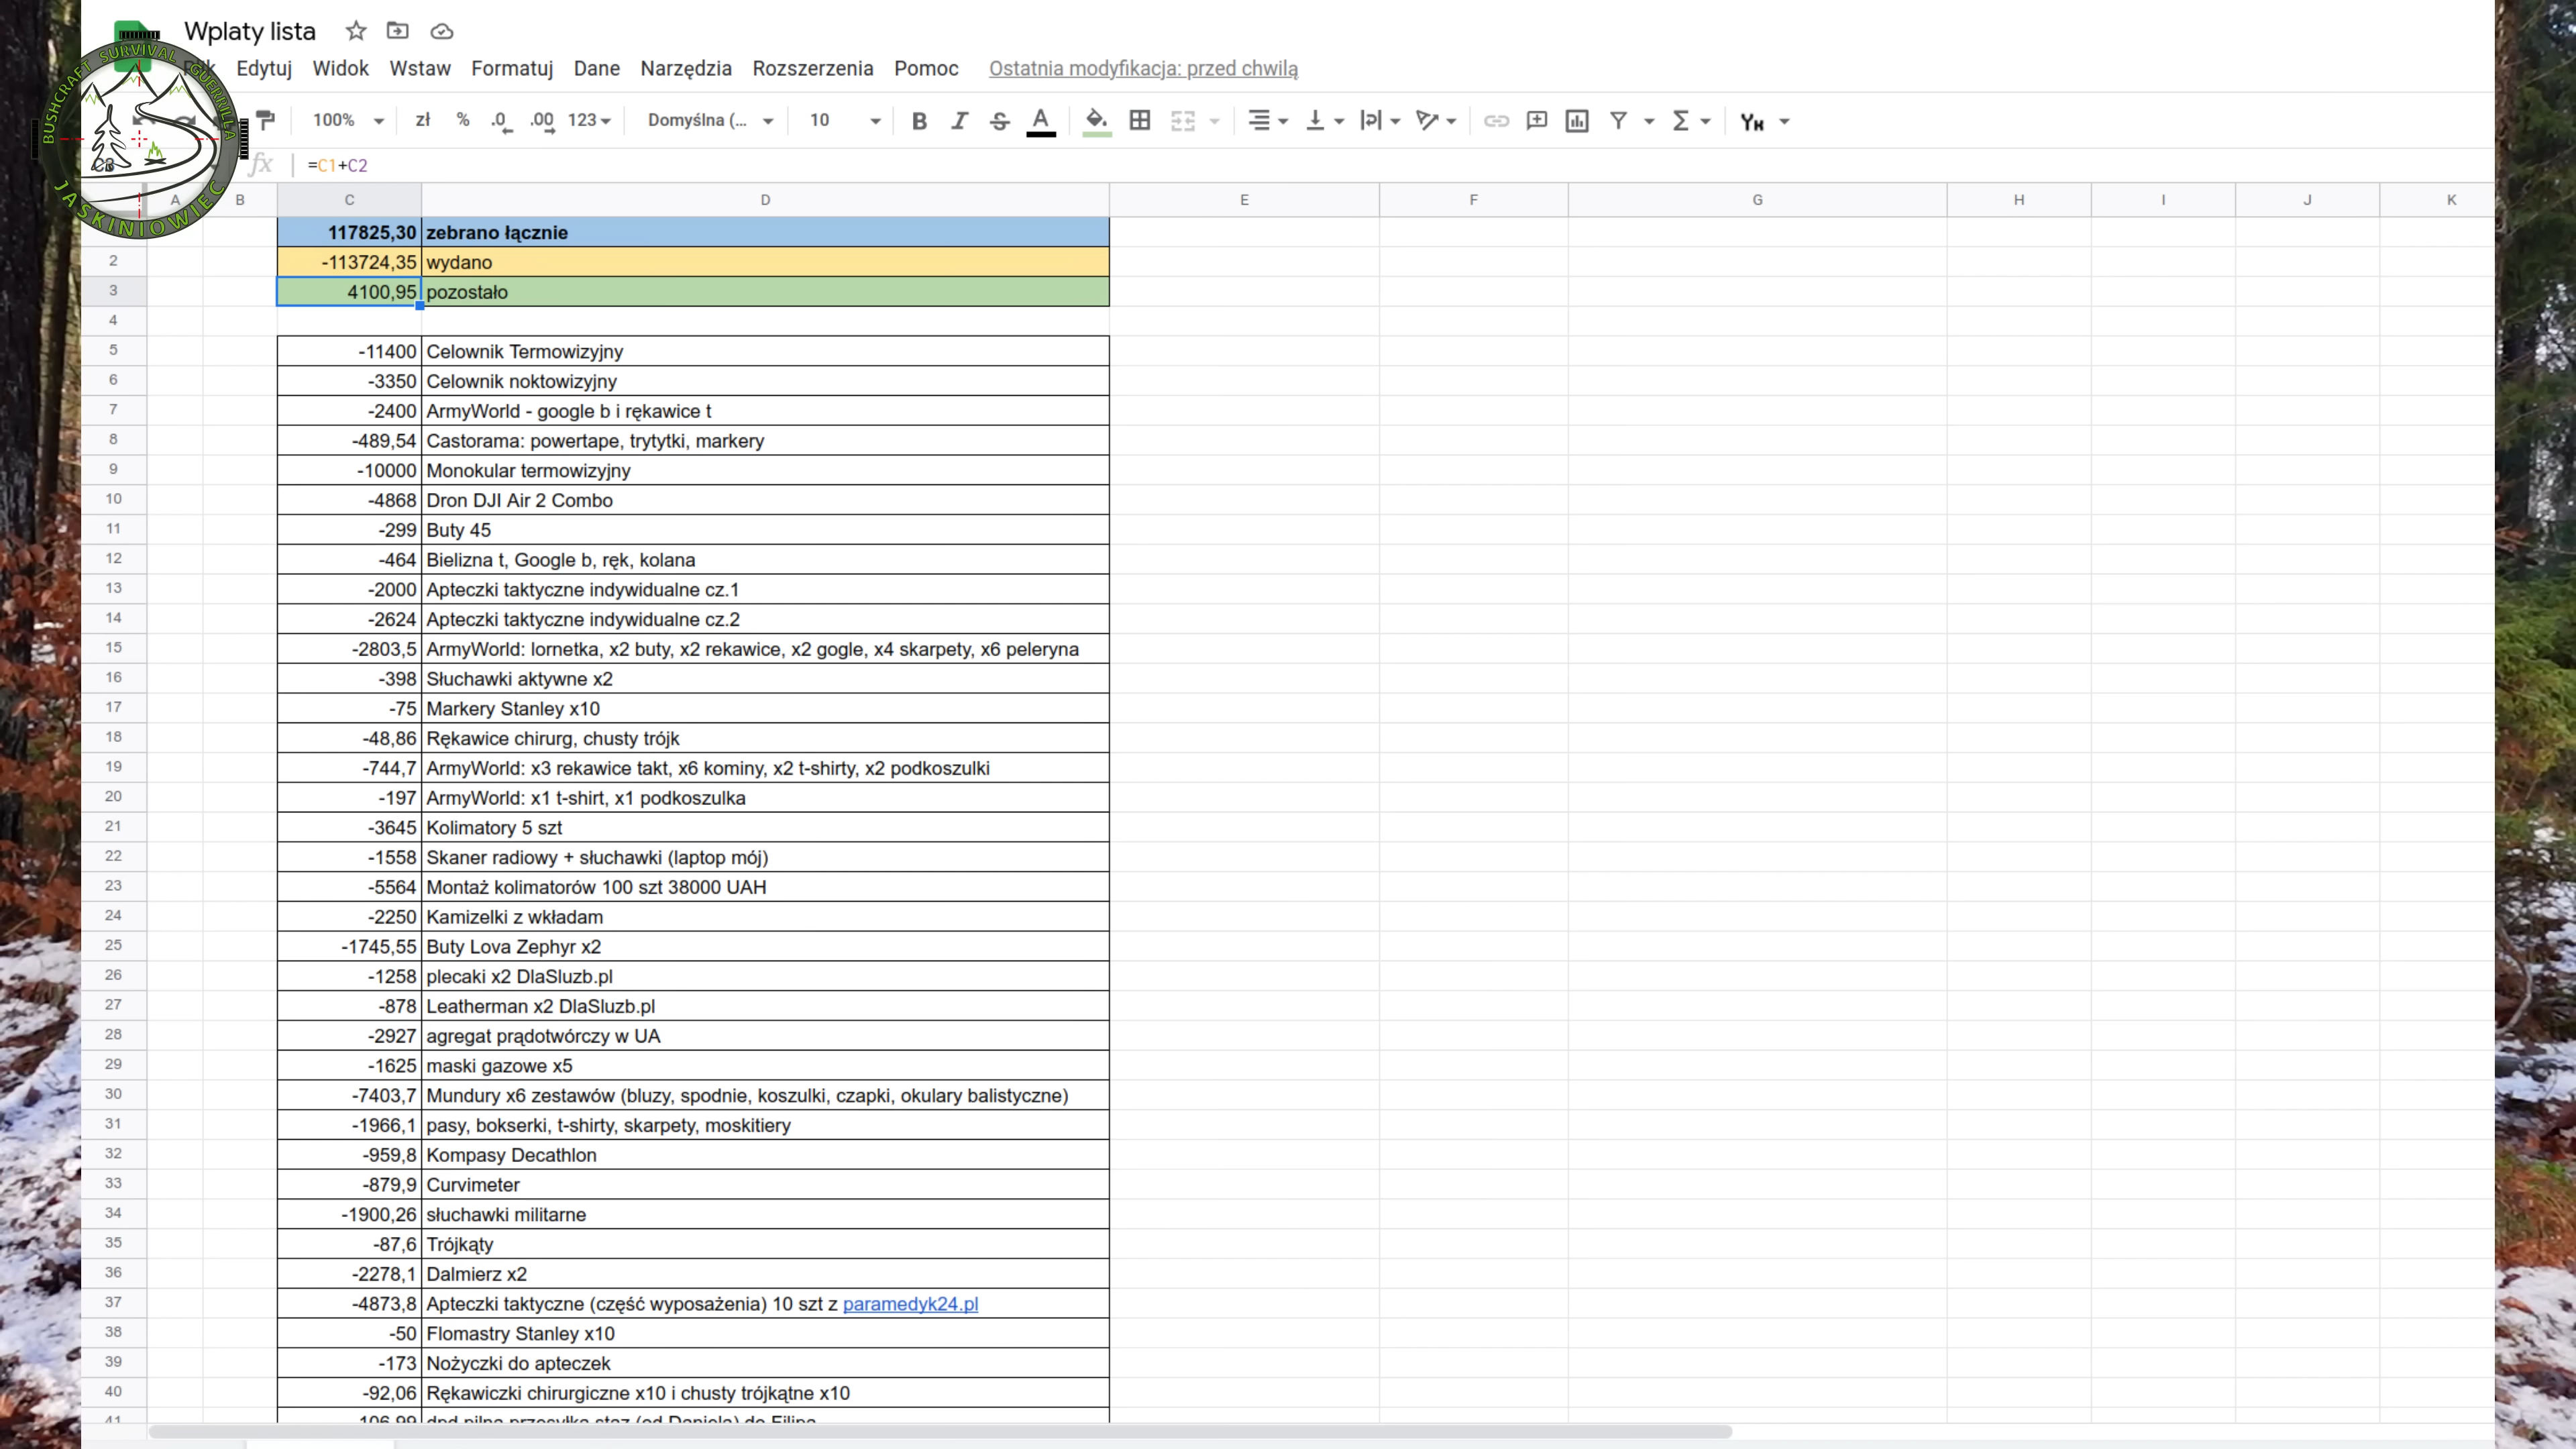 Wplaty lista
Edytuj Widok Wstaw Formatuj Dane Narzędzia Rozszerzenia Pomoc Ostatnia modyfikacja: przed chwilą
BUSHCRAFT SURVIVAL GUERRILLA
JASKINIOWIEC
100% zł % .0 .00 123 Domyślna (... 10 B I S A Σ
C3 fx =C1+C2
A B C D E F G H I J K
117825,30 zebrano łącznie
2 -113724,35 wydano
3 4100,95 pozostało
4
5 -11400 Celownik Termowizyjny
6 -3350 Celownik noktowizyjny
7 -2400 ArmyWorld - google b i rękawice t
8 -489,54 Castorama: powertape, trytytki, markery
9 -10000 Monokular termowizyjny
10 -4868 Dron DJI Air 2 Combo
11 -299 Buty 45
12 -464 Bielizna t, Google b, ręk, kolana
13 -2000 Apteczki taktyczne indywidualne cz.1
14 -2624 Apteczki taktyczne indywidualne cz.2
15 -2803,5 ArmyWorld: lornetka, x2 buty, x2 rekawice, x2 gogle, x4 skarpety, x6 peleryna
16 -398 Słuchawki aktywne x2
17 -75 Markery Stanley x10
18 -48,86 Rękawice chirurg, chusty trójk
19 -744,7 ArmyWorld: x3 rekawice takt, x6 kominy, x2 t-shirty, x2 podkoszulki
20 -197 ArmyWorld: x1 t-shirt, x1 podkoszulka
21 -3645 Kolimatory 5 szt
22 -1558 Skaner radiowy + słuchawki (laptop mój)
23 -5564 Montaż kolimatorów 100 szt 38000 UAH
24 -2250 Kamizelki z wkładam
25 -1745,55 Buty Lova Zephyr x2
26 -1258 plecaki x2 DlaSluzb.pl
27 -878 Leatherman x2 DlaSluzb.pl
28 -2927 agregat prądotwórczy w UA
29 -1625 maski gazowe x5
30 -7403,7 Mundury x6 zestawów (bluzy, spodnie, koszulki, czapki, okulary balistyczne)
31 -1966,1 pasy, bokserki, t-shirty, skarpety, moskitiery
32 -959,8 Kompasy Decathlon
33 -879,9 Curvimeter
34 -1900,26 słuchawki militarne
35 -87,6 Trójkąty
36 -2278,1 Dalmierz x2
37 -4873,8 Apteczki taktyczne (część wyposażenia) 10 szt z paramedyk24.pl
38 -50 Flomastry Stanley x10
39 -173 Nożyczki do apteczek
40 -92,06 Rękawiczki chirurgiczne x10 i chusty trójkątne x10